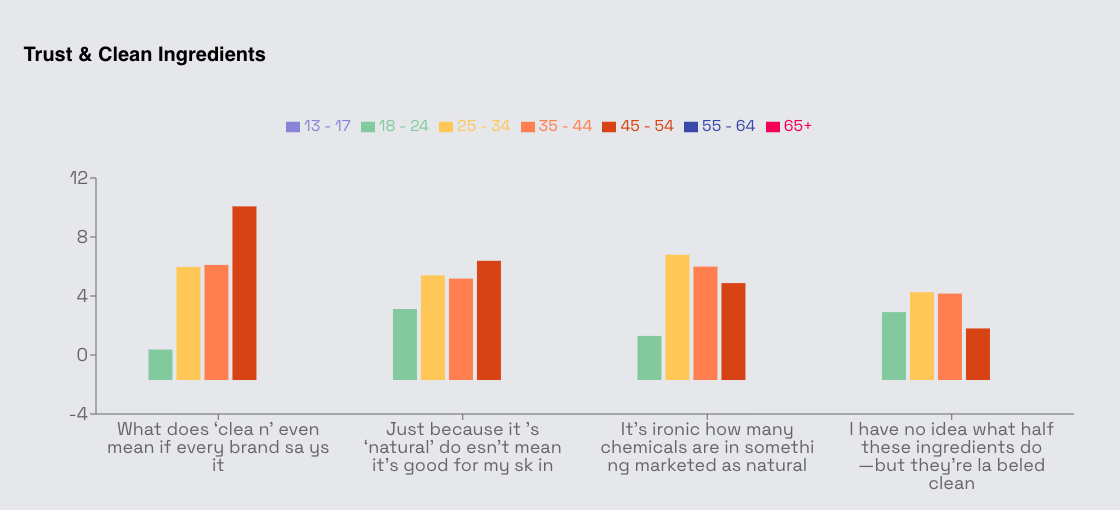 Trust & Clean Ingredients
13 - 17 18 - 24 25 - 34 35 - 44 45 - 54 55 - 64 65+
12
8
4
0
-4
What does ‘clea n’ even
mean if every brand sa ys
it
Just because it ’s
‘natural’ do esn’t mean
it’s good for my sk in
It’s ironic how many
chemicals are in somethi
ng marketed as natural
I have no idea what half
these ingredients do
—but they’re la beled
clean